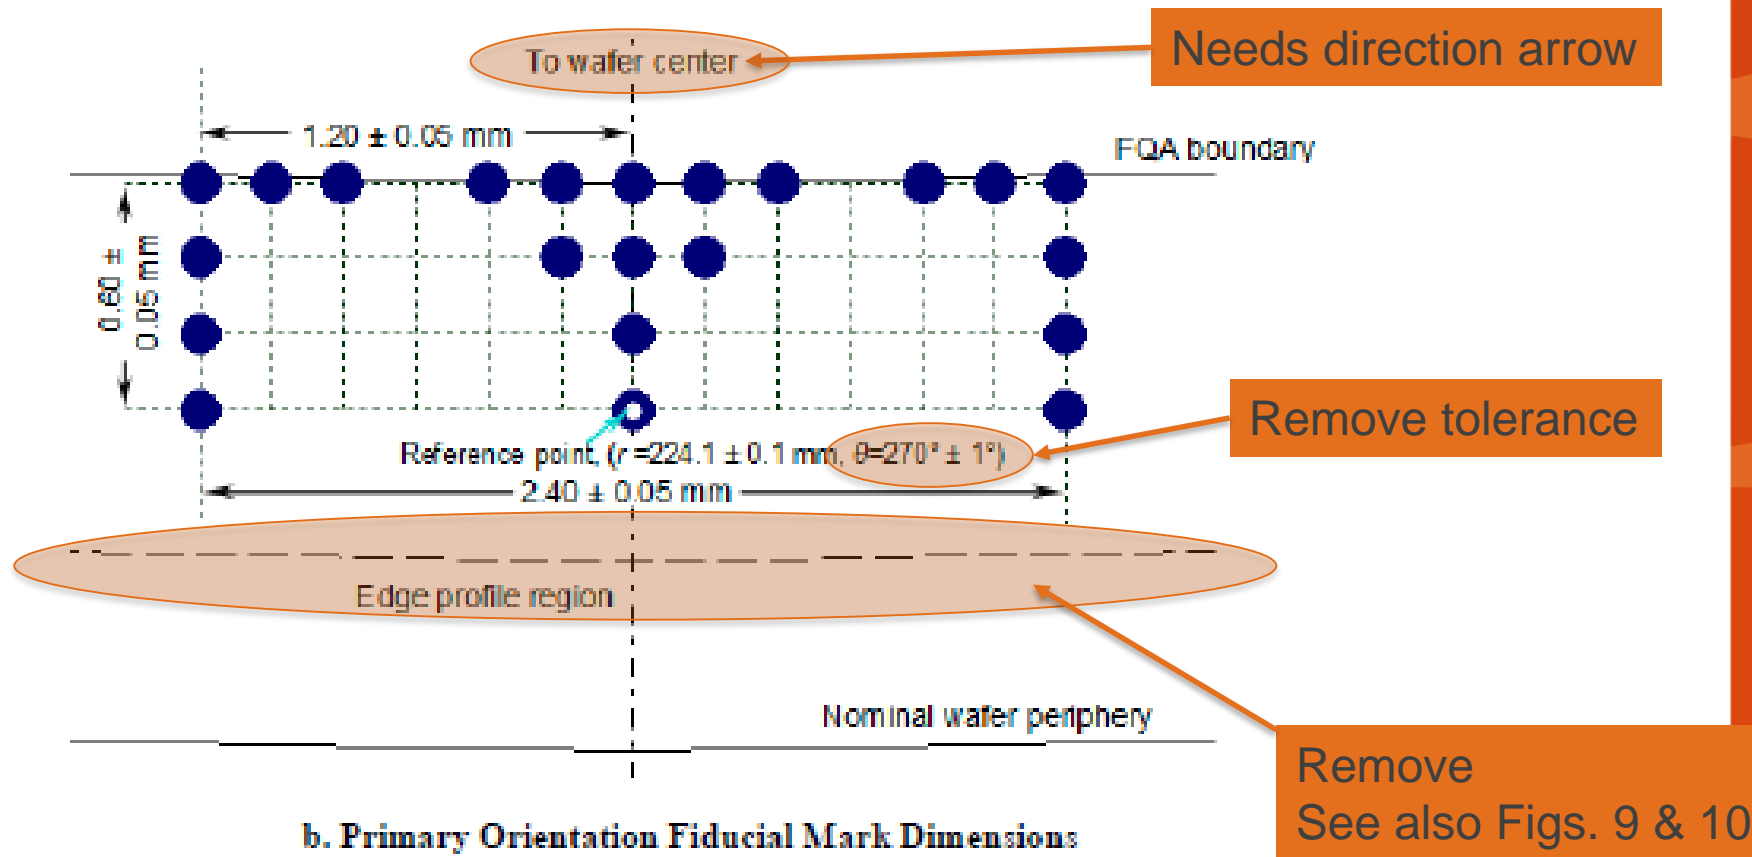 Needs direction arrow
To wafer center
1.20 ± 0.05 mm
FQA boundary
0.60 ±
0.05 mm
Remove tolerance
Reference point, (r =224.1 ± 0.1 mm, θ=270° ± 1°)
2.40 ± 0.05 mm
Edge profile region
Nominal wafer periphery
Remove
See also Figs. 9 & 10
b. Primary Orientation Fiducial Mark Dimensions